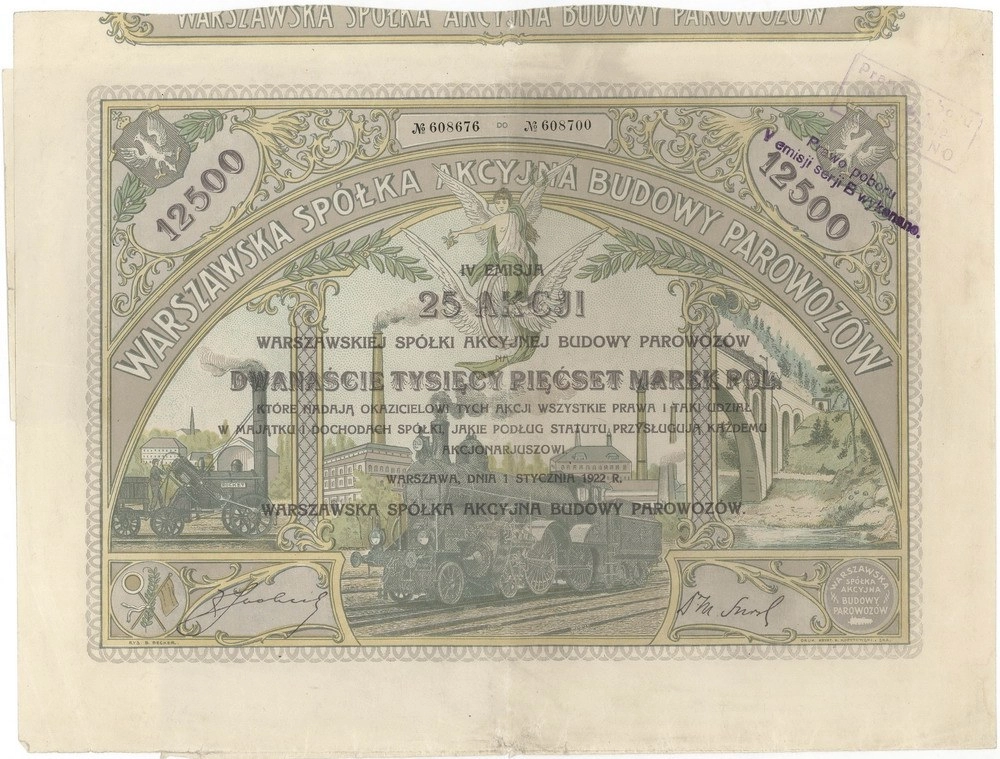 WARSZAWSKA SPÓŁKA AKCYJNA BUDOWY PAROWOZÓW
№ 608676 № 608700
12500
12500
Prawo poboru
V emisji serji B wykonano.
WARSZAWSKA SPÓŁKA AKCYJNA BUDOWY PAROWOZÓW
IV EMISJA
25 AKCJI
WARSZAWSKIEJ SPÓŁKI AKCYJNEJ BUDOWY PAROWOZÓW
NA
DWANAŚCIE TYSIĘCY PIĘĆSET MAREK POL.
KTÓRE NADAJĄ OKAZICIELOWI TYCH AKCJI WSZYSTKIE PRAWA I TAKI UDZIAŁ
W MAJĄTKU I DOCHODACH SPÓŁKI, JAKIE PODŁUG STATUTU PRZYSŁUGUJĄ KAŻDEMU
AKCJONARJUSZOWI.
WARSZAWA, DNIA 1 STYCZNIA 1922 R.
WARSZAWSKA SPÓŁKA AKCYJNA BUDOWY PAROWOZÓW.
ROCKET
WARSZAWSKA
SPÓŁKA
AKCYJNA
BUDOWY
PAROWOZÓW